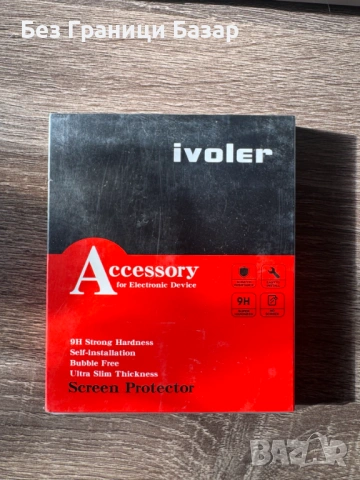 Без Граници Базар
ivoler
Accessory
for Electronic Device
9H
9H Strong Hardness
Self-installation
Bubble Free
Ultra Slim Thickness
Screen Protector
BAZAR